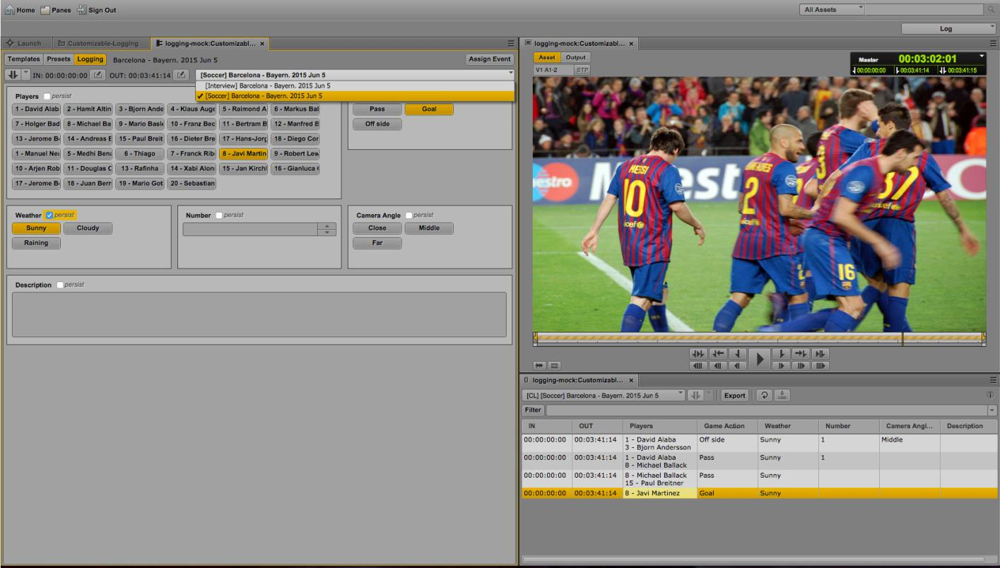 Home Panes Sign Out All Assets
Log
Launch Customizable-Logging logging-mock:Customizabl... x
Templates Presets Logging Barcelona - Bayern. 2015 Jun 5 Assign Event
IN: 00:00:00:00 OUT: 00:03:41:14 [Soccer] Barcelona - Bayern. 2015 Jun 5
[Interview] Barcelona - Bayern. 2015 Jun 5
[Soccer] Barcelona - Bayern. 2015 Jun 5
Players persist
1 - David Alab 2 - Hamit Altin 3 - Bjorn Ande 4 - Klaus Auge 5 - Raimond A 6 - Markus Bal
7 - Holger Bad 8 - Michael Ba 9 - Mario Basle 10 - Franz Bec 11 - Bertram B 12 - Manfred B
13 - Jerome B 14 - Andreas B 15 - Paul Breit 16 - Dieter Bre 17 - Hans-Jorg 18 - Diego Con
1 - Manuel Neu 5 - Medhi Bena 6 - Thiago 7 - Franck Rib 8 - Javi Martin 9 - Robert Lew
10 - Arjen Rob 11 - Douglas C 13 - Rafinha 14 - Xabi Alon 15 - Jan Kirchl 16 - Gianluca
17 - Jerome B 18 - Juan Bern 19 - Mario Got 20 - Sebastian
Pass Goal
Off side
Weather persist
Sunny Cloudy
Raining
Number persist
Camera Angle persist
Close Middle
Far
Description persist
logging-mock:Customizabl... x
Asset Output
V1 A1-2 STP
Master 00:03:02:01
00:00:00:00 00:03:41:14 00:03:41:15
estro M est C
MESSI
10
2
3
37
unicef
unicef
16
logging-mock:Customizabl... x
[CL] [Soccer] Barcelona - Bayern. 2015 Jun 5 Export
Filter
IN OUT Players Game Action Weather Number Camera Angl... Description
00:00:00:00 00:03:41:14 1 - David Alaba Off side Sunny 1 Middle
3 - Bjorn Andersson
00:00:00:00 00:03:41:14 1 - David Alaba Pass Sunny 1
8 - Michael Ballack
00:00:00:00 00:03:41:14 8 - Michael Ballack Pass Sunny
15 - Paul Breitner
00:00:00:00 00:03:41:14 8 - Javi Martinez Goal Sunny